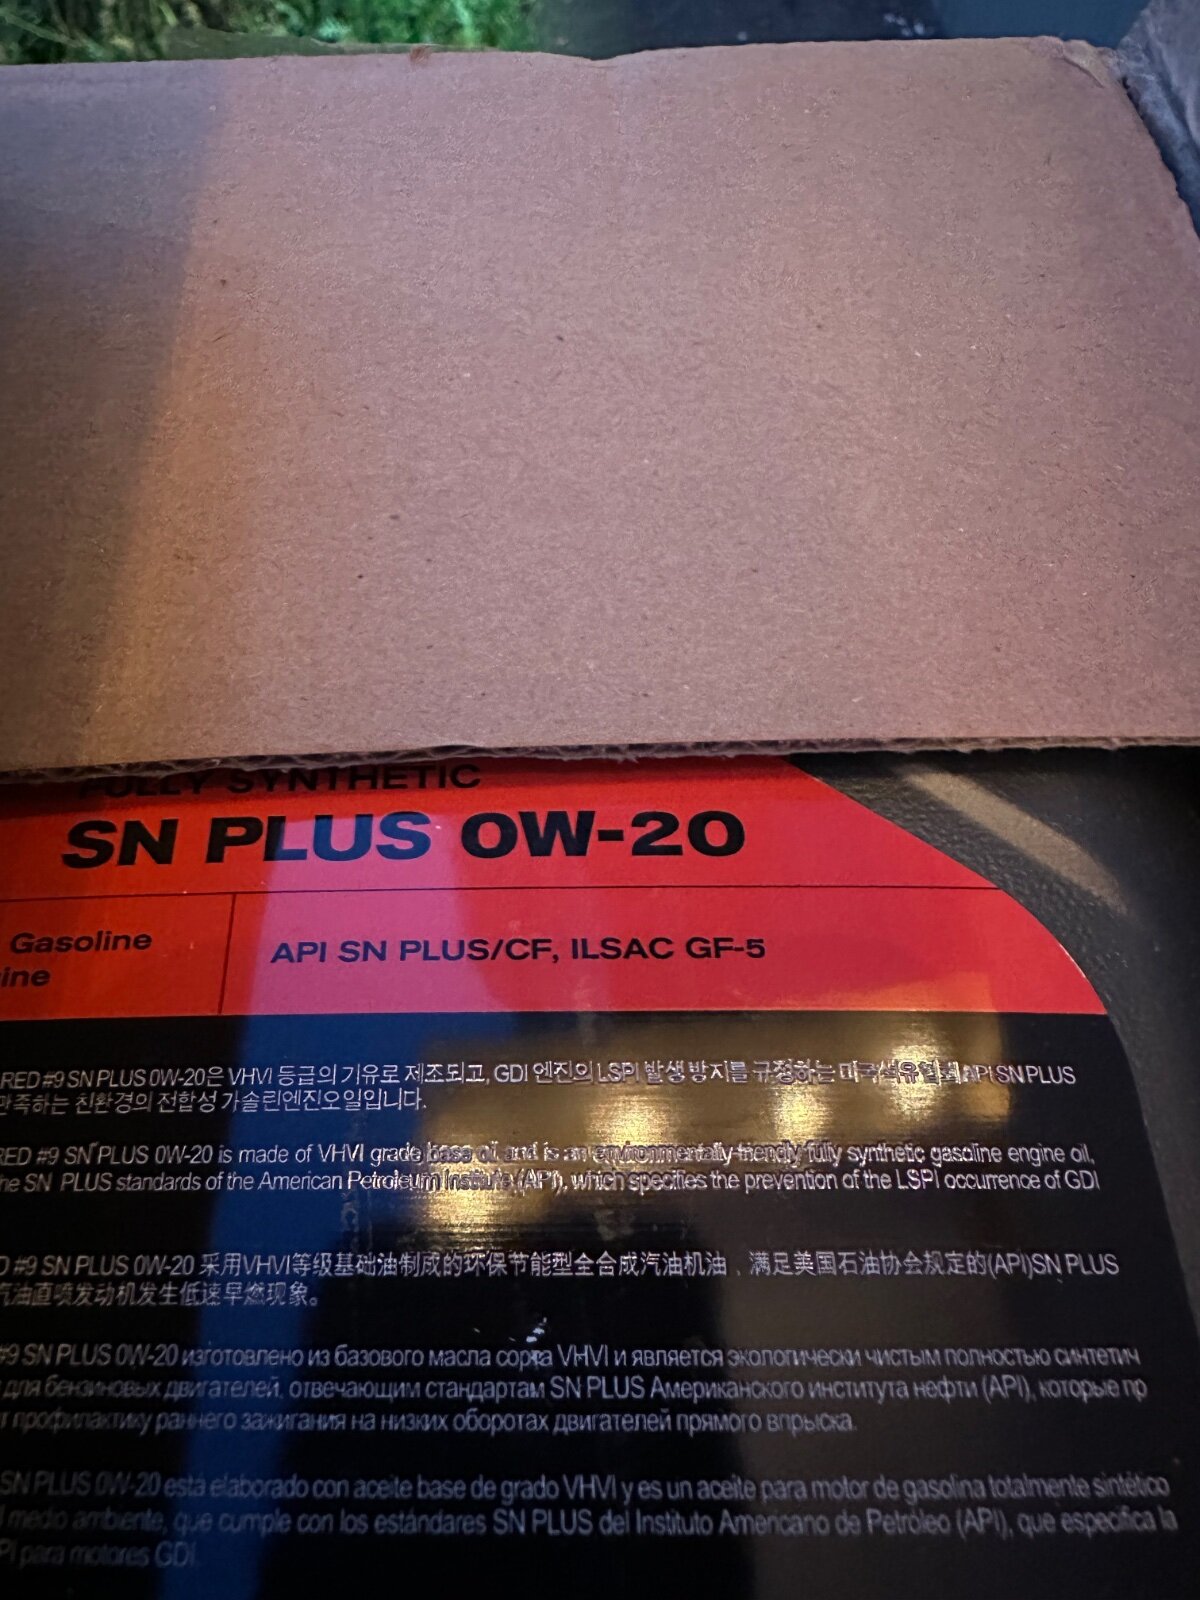 FULLY SYNTHETIC
SN PLUS 0W-20
Gasoline
ine
API SN PLUS/CF, ILSAC GF-5
RED #9 SN PLUS 0W-20은 VHVI 등급의 기유로 제조되고, GDI 엔진의 LSPI 발생 방지를 규정하는 미국석유협회 API SN PLUS
만족하는 친환경의 전합성 가솔린엔진오일입니다.
RED #9 SN PLUS 0W-20 is made of VHVI grade base oil and is an environmentally-friendly fully synthetic gasoline engine oil,
he SN PLUS standards of the American Petroleum Institute (API), which specifies the prevention of the LSPI occurrence of GDI
D #9 SN PLUS 0W-20 采用VHVI等级基础油制成的环保节能型全合成汽油机油，满足美国石油协会规定的(API)SN PLUS
汽油直喷发动机发生低速早燃现象。
#9 SN PLUS 0W-20 изготовлено из базового масла сорта VHVI и является экологически чистым полностью синтетич
для бензиновых двигателей, отвечающим стандартам SN PLUS Американского института нефти (API), которые пр
т профилактику раннего зажигания на низких оборотах двигателей прямого впрыска.
SN PLUS 0W-20 está elaborado con aceite base de grado VHVI y es un aceite para motor de gasolina totalmente sintético
l medio ambiente, que cumple con los estándares SN PLUS del Instituto Americano de Petróleo (API), que especifica la
PI para motores GDI.